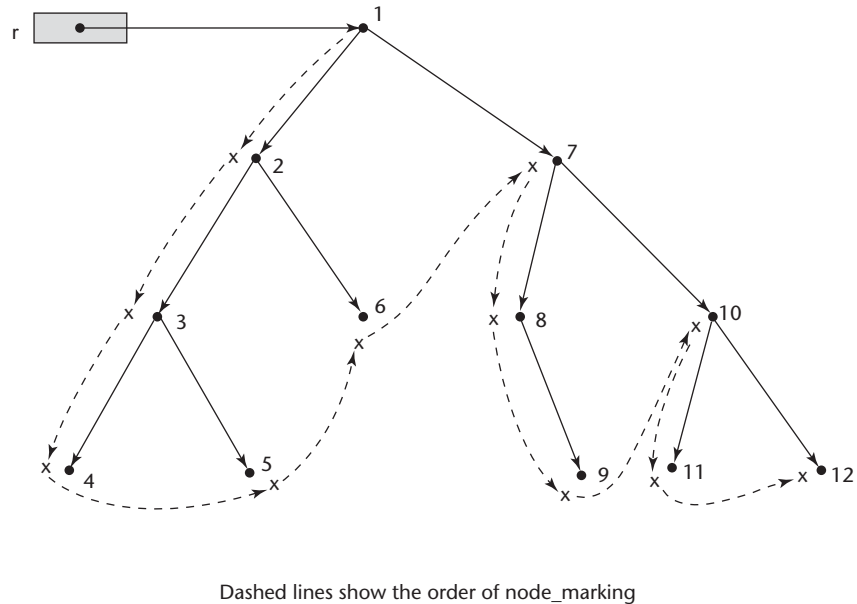 r
1
x
2
7
x
x
3
6
x
x
8
10
x
x
4
5
x
x
9
x
11
x
12
x
Dashed lines show the order of node_marking